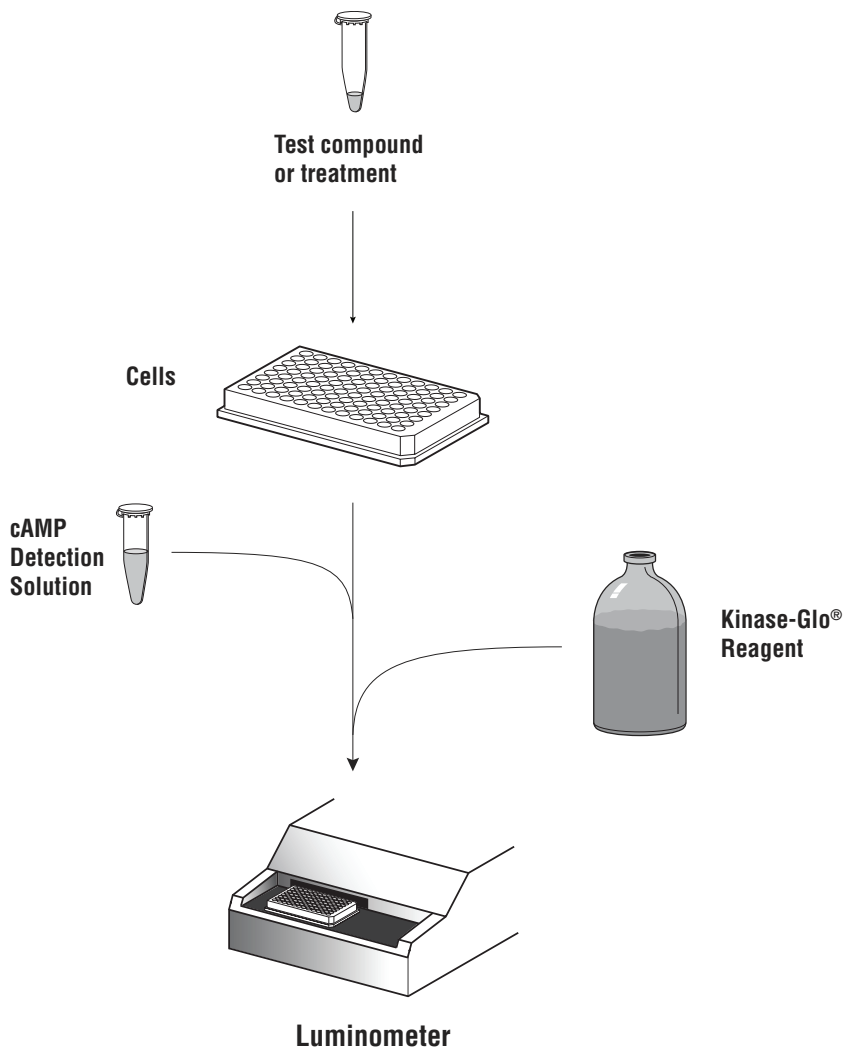 Test compound
or treatment
Cells
cAMP
Detection
Solution
Kinase-Glo®
Reagent
Luminometer